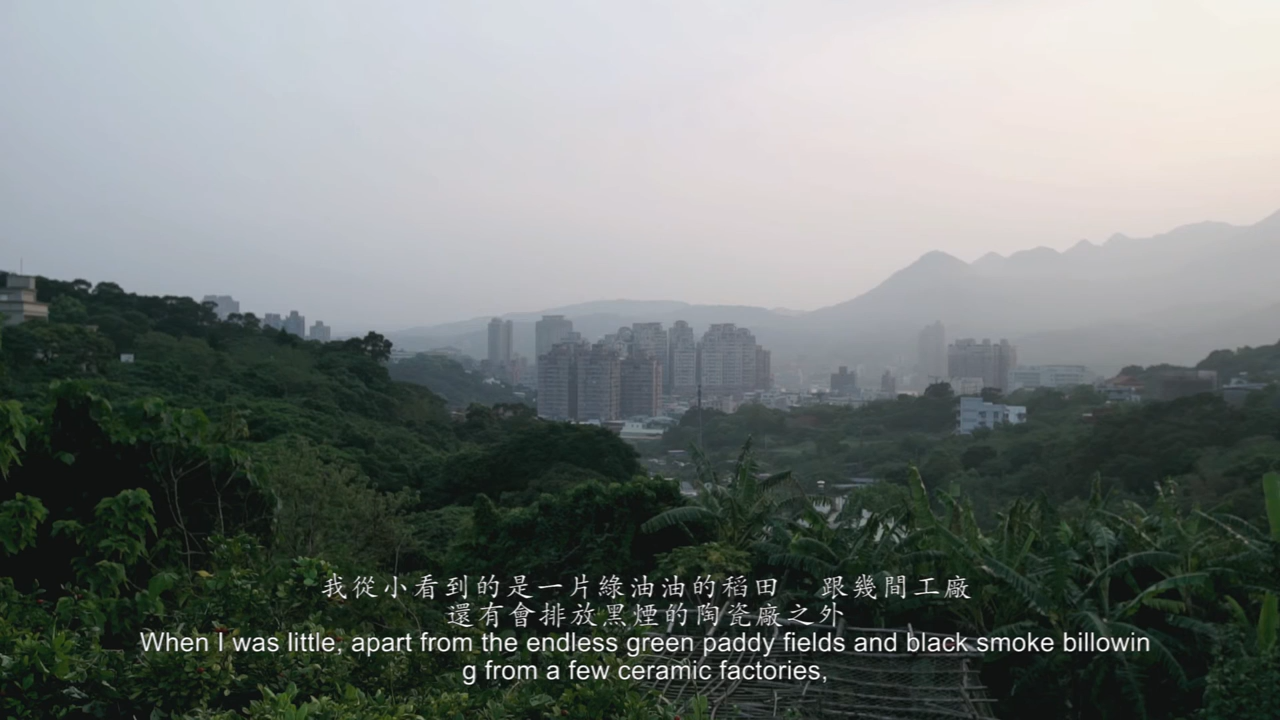 我從小看到的是一片綠油油的稻田　跟幾間工廠
還有會排放黑煙的陶瓷廠之外
When I was little, apart from the endless green paddy fields and black smoke billowin
g from a few ceramic factories,